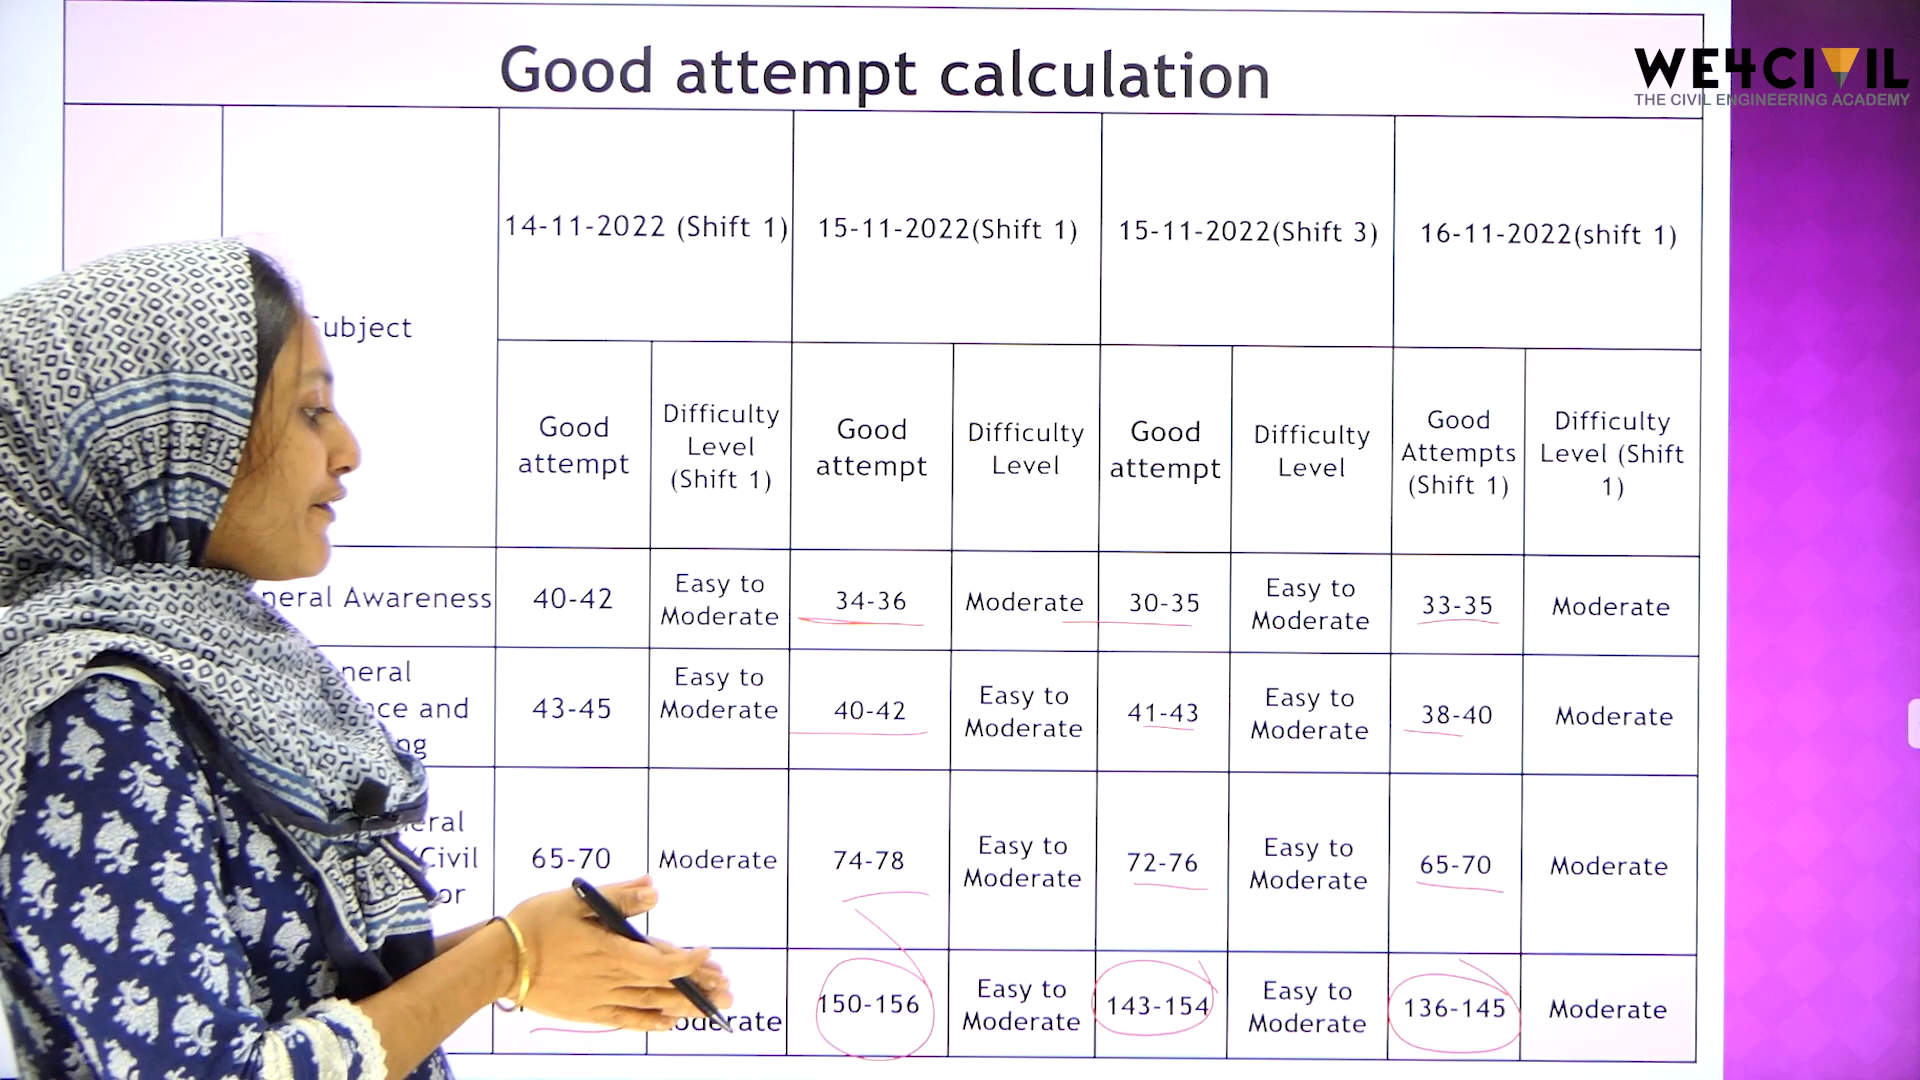 Good attempt calculation
WE4CIVIL
THE CIVIL ENGINEERING ACADEMY
14-11-2022 (Shift 1)
15-11-2022(Shift 1)
15-11-2022(Shift 3)
16-11-2022(shift 1)
Subject
Good
attempt
Difficulty
Level
(Shift 1)
Good
attempt
Difficulty
Level
Good
attempt
Difficulty
Level
Good
Attempts
(Shift 1)
Difficulty
Level (Shift
1)
Awareness
40-42
Easy to
Moderate
34-36
Moderate
30-35
Easy to
Moderate
33-35
Moderate
and
43-45
Easy to
Moderate
40-42
Easy to
Moderate
41-43
Easy to
Moderate
38-40
Moderate
(Civil
65-70
Moderate
74-78
Easy to
Moderate
72-76
Easy to
Moderate
65-70
Moderate
Moderate
150-156
Easy to
Moderate
143-154
Easy to
Moderate
136-145
Moderate